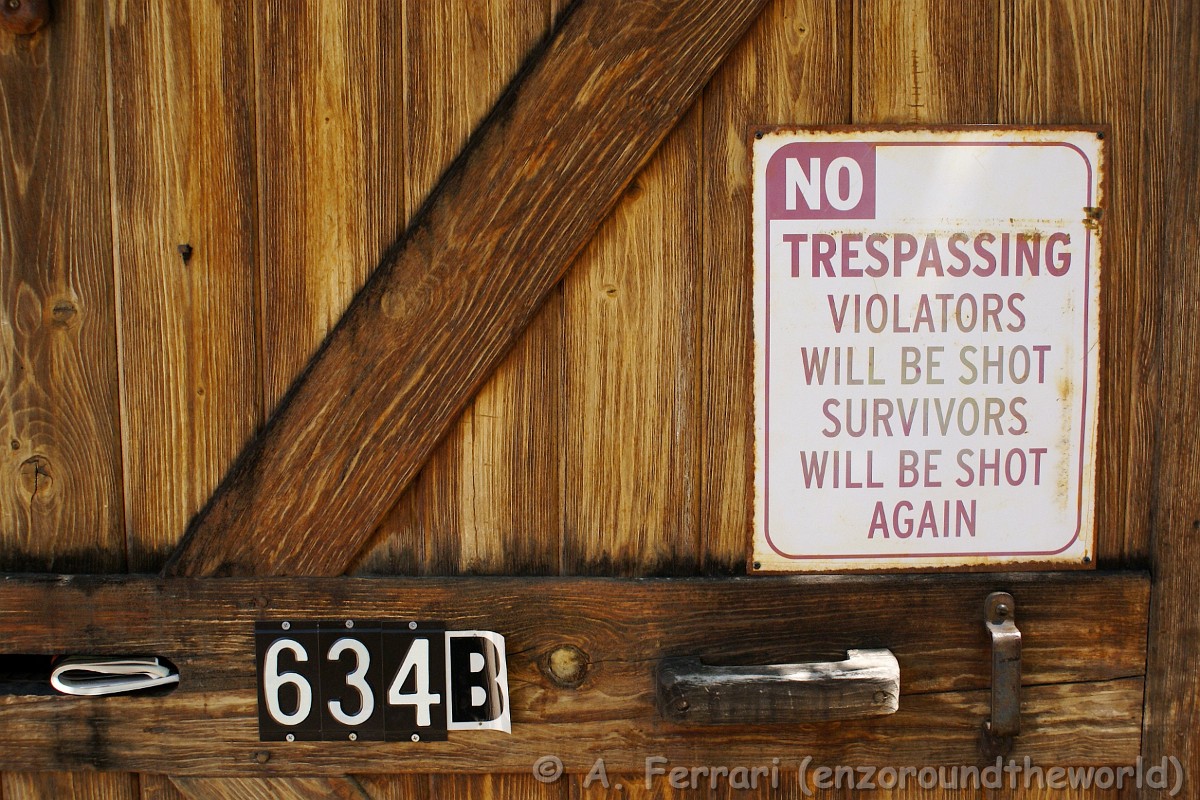 NO
TRESPASSING
VIOLATORS
WILL BE SHOT
SURVIVORS
WILL BE SHOT
AGAIN
634B
© A. Ferrari (enzoroundtheworld)